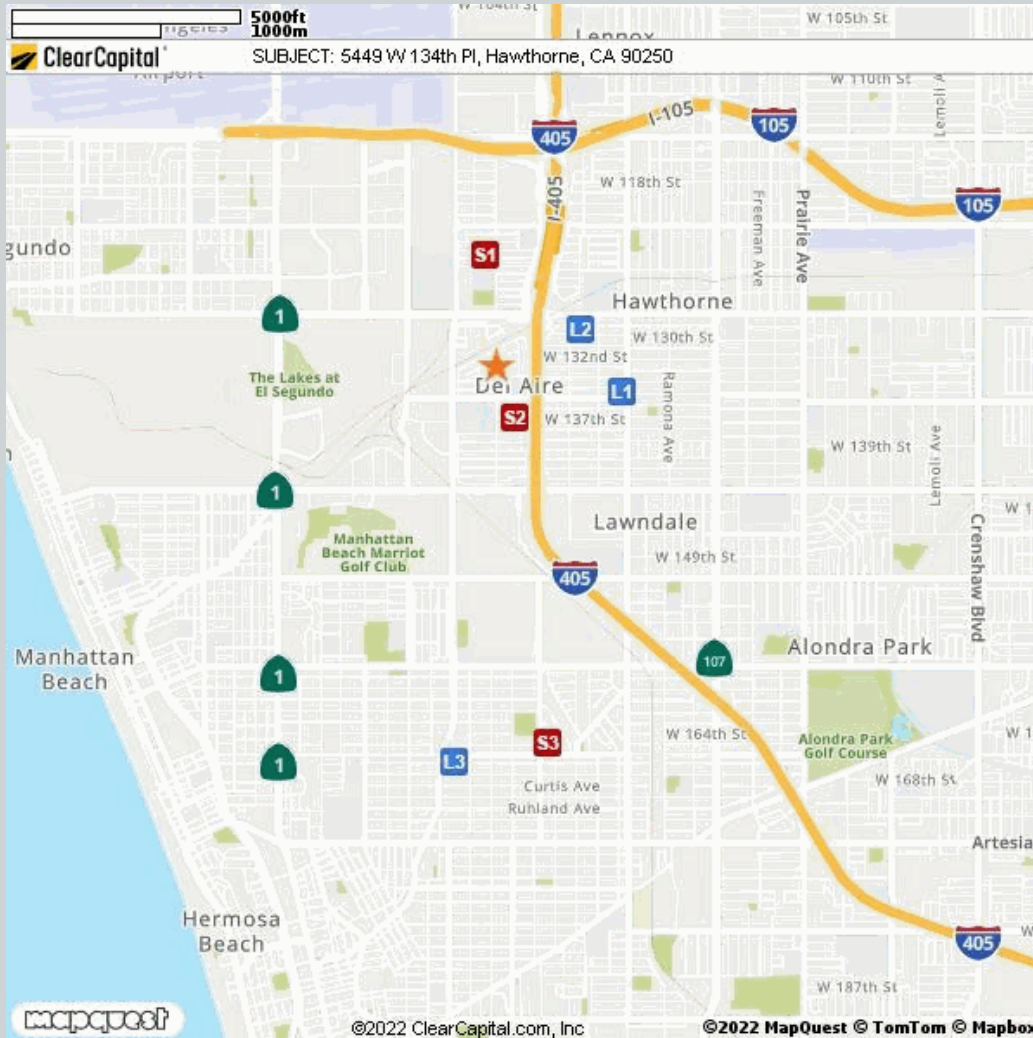 5000ft
1000m
W 105th St
Lennox
ClearCapital
SUBJECT: 5449 W 134th Pl, Hawthorne, CA 90250
Airport
W 110th St
I-105
405
105
I-405
W 118th St
Freeman Ave
Prairie Ave
105
S1
Hawthorne
1
L2
W 130th St
W 132nd St
The Lakes at
El Segundo
Del Aire
L1
Ramona Ave
S2
W 137th St
W 139th St
1
Lawndale
Manhattan
Beach Marriot
Golf Club
W 149th St
405
Crenshaw Blvd
Manhattan
Beach
1
107
Alondra Park
W 164th St
Alondra Park
Golf Course
S3
L3
1
W 168th St
Curtis Ave
Ruhland Ave
Artesia
Hermosa
Beach
405
W 187th St
mapquest
©2022 ClearCapital.com, Inc
©2022 MapQuest © TomTom © Mapbox